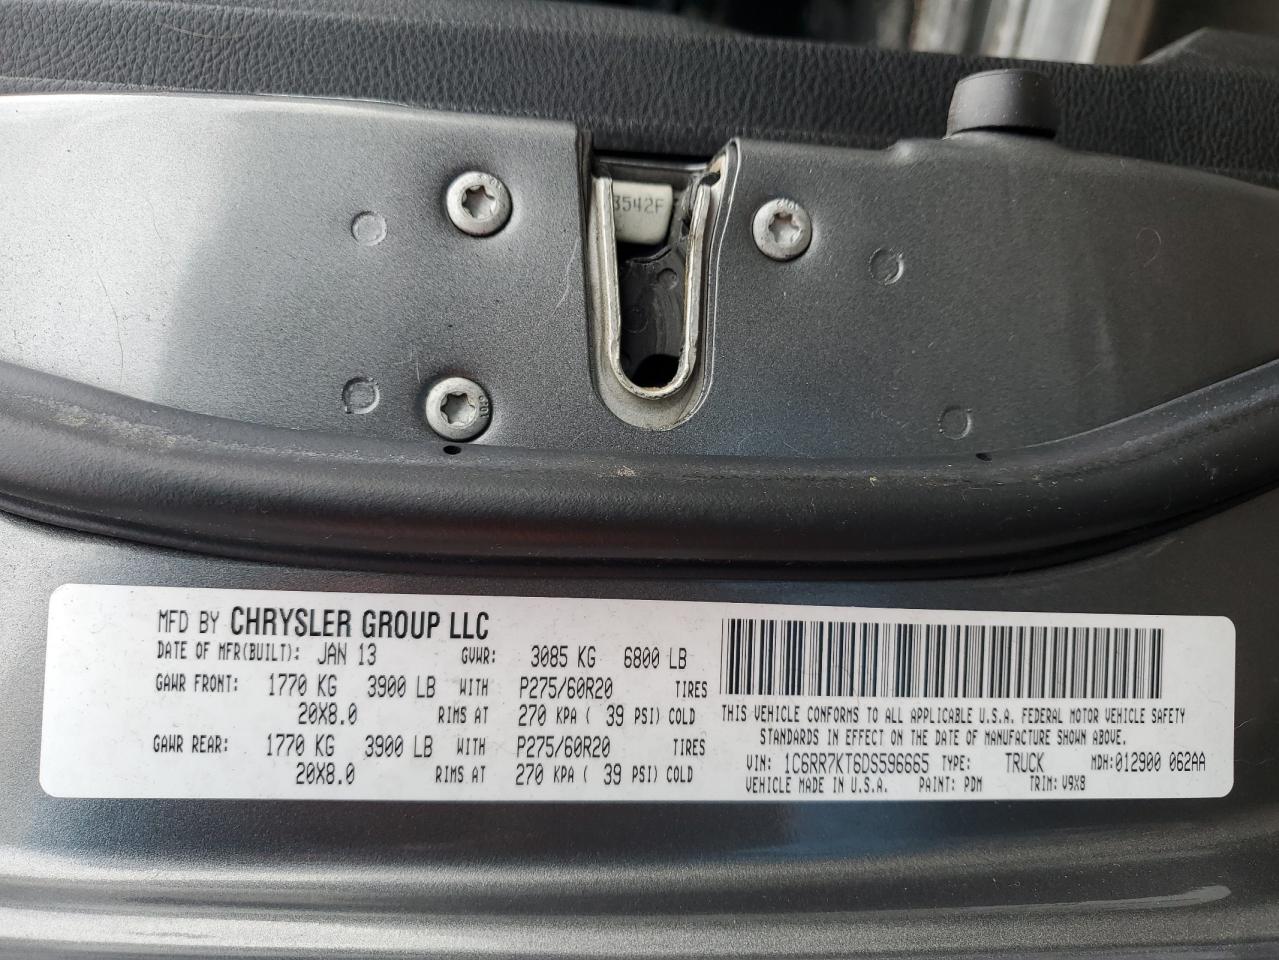 3542F
MFD BY CHRYSLER GROUP LLC
DATE OF MFR(BUILT): JAN 13 GVWR: 3085 KG 6800 LB
GAWR FRONT: 1770 KG 3900 LB WITH P275/60R20 TIRES
20X8.0 RIMS AT 270 KPA ( 39 PSI) COLD
GAWR REAR: 1770 KG 3900 LB WITH P275/60R20 TIRES
20X8.0 RIMS AT 270 KPA ( 39 PSI) COLD
THIS VEHICLE CONFORMS TO ALL APPLICABLE U.S.A. FEDERAL MOTOR VEHICLE SAFETY
STANDARDS IN EFFECT ON THE DATE OF MANUFACTURE SHOWN ABOVE.
VIN: 1C6RR7KT6DS596665 TYPE: TRUCK MDH:012900 062AA
VEHICLE MADE IN U.S.A. PAINT: PDM TRIM: V9X8